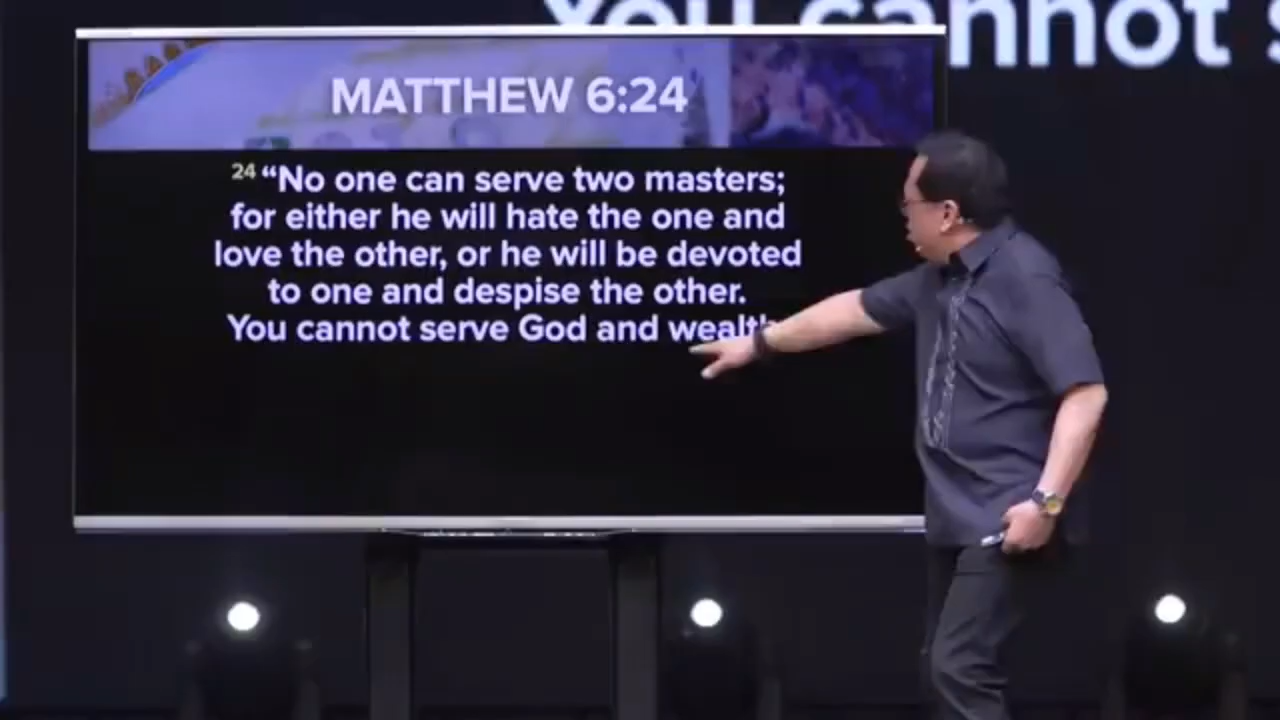 You cannot
MATTHEW 6:24
24 “No one can serve two masters;
for either he will hate the one and
love the other, or he will be devoted
to one and despise the other.
You cannot serve God and wealth